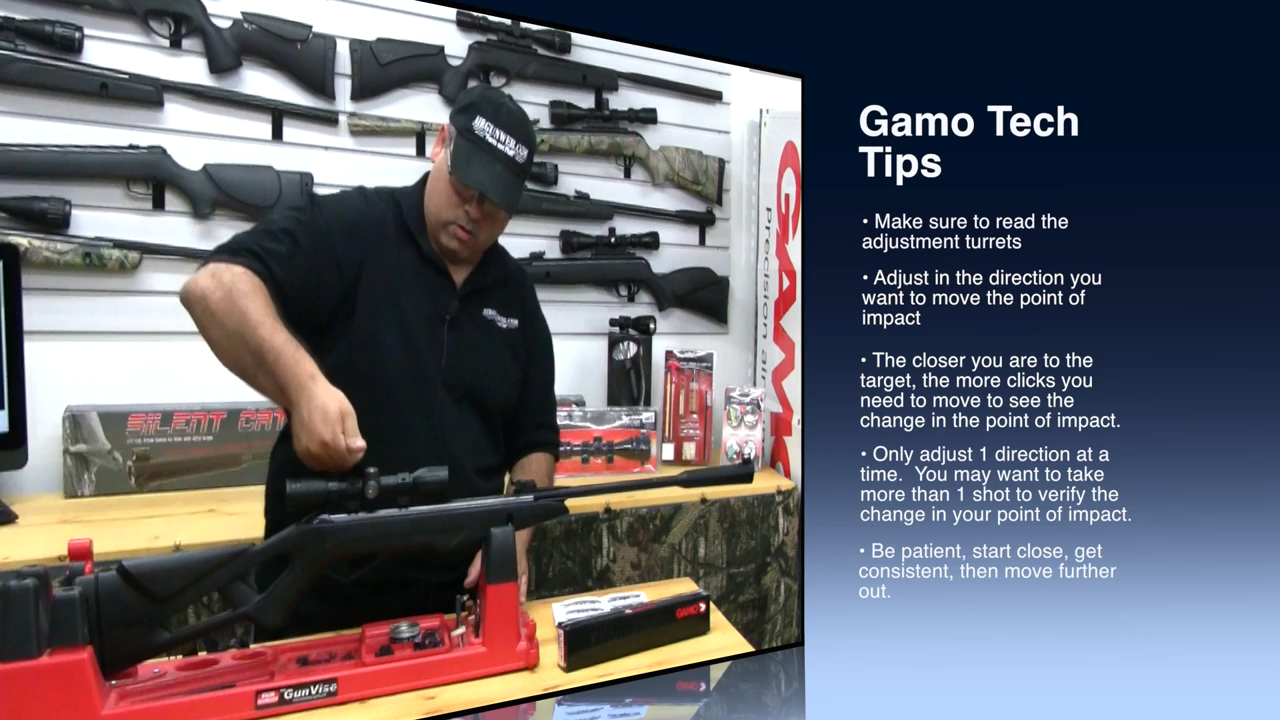 Gamo Tech
Tips
• Make sure to read the
adjustment turrets
• Adjust in the direction you
want to move the point of
impact
• The closer you are to the
target, the more clicks you
need to move to see the
change in the point of impact.
• Only adjust 1 direction at a
time. You may want to take
more than 1 shot to verify the
change in your point of impact.
• Be patient, start close, get
consistent, then move further
out.
AIRGUNWEB.COM
AIRGUNWEB.COM
GAMO
Precision air
SILENT CAT
GAMO
GunVise